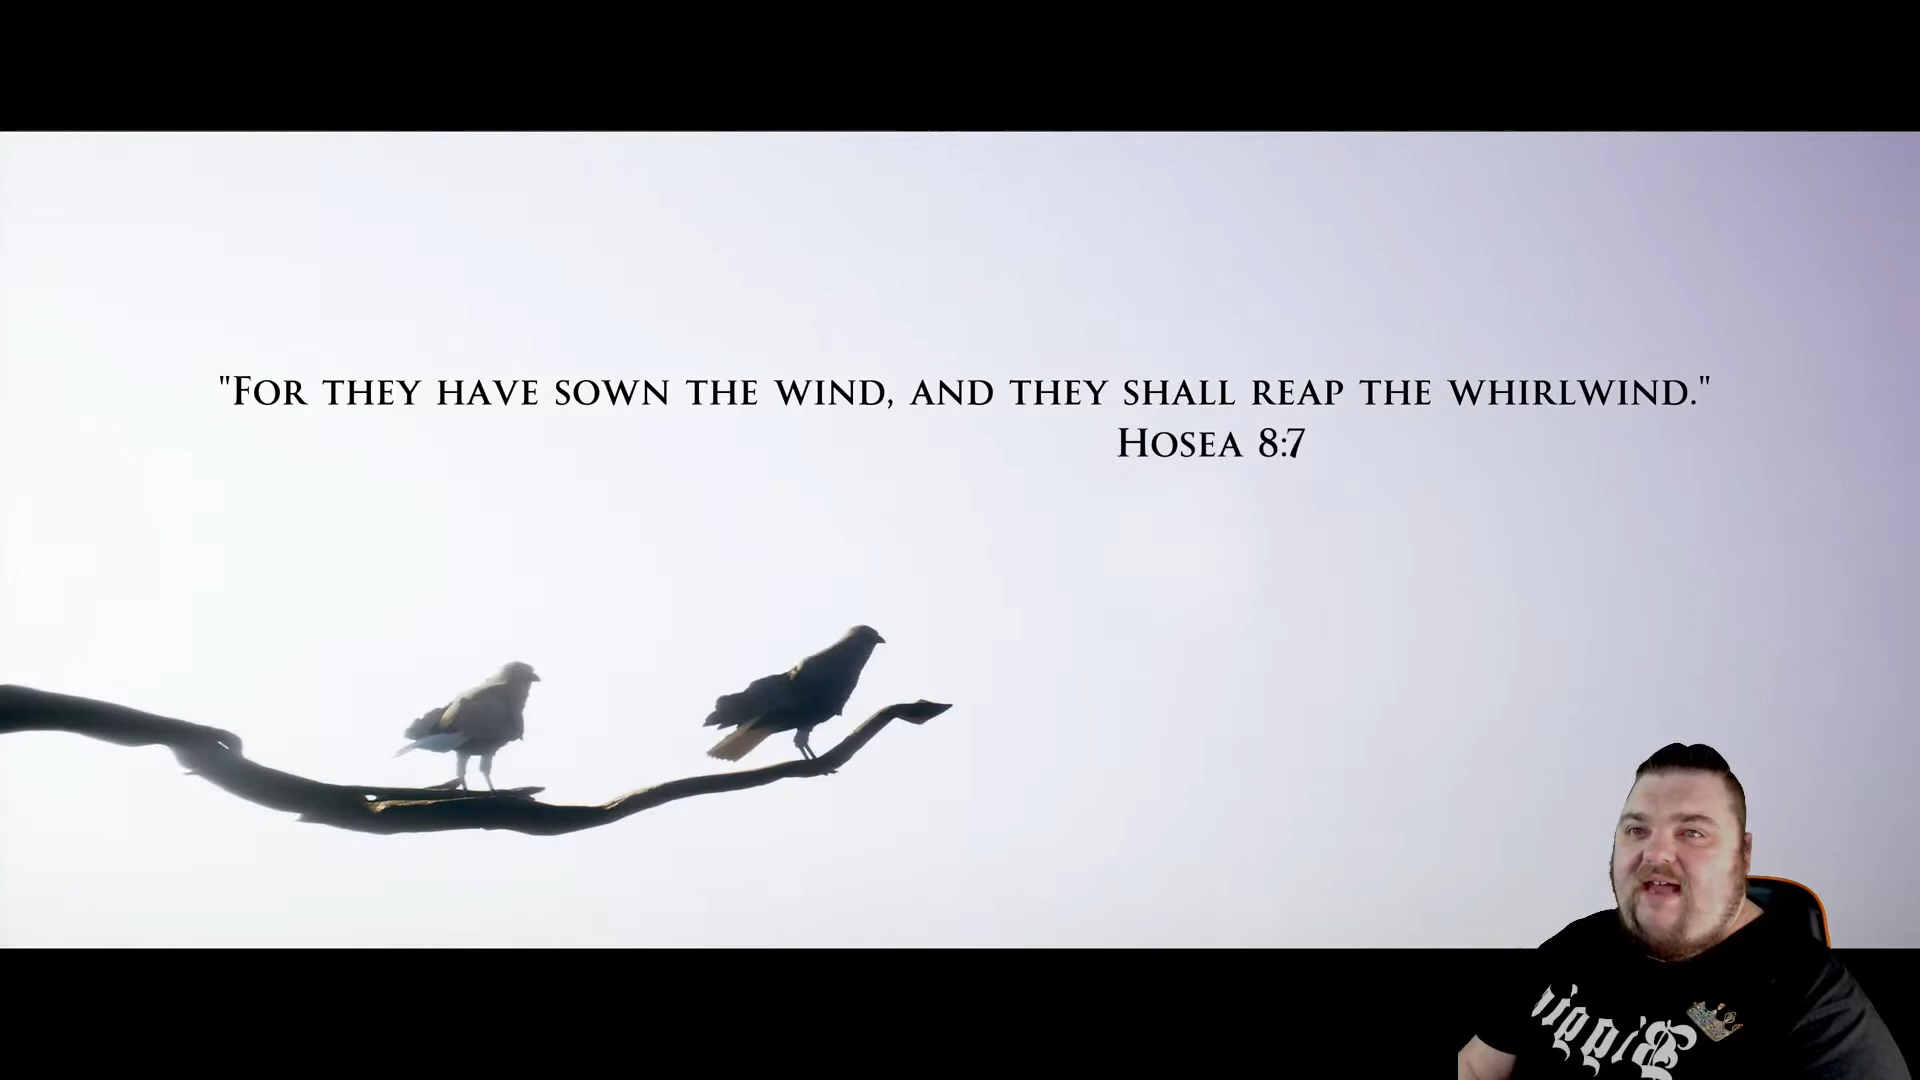 "For they have sown the wind, and they shall reap the whirlwind."
Hosea 8:7